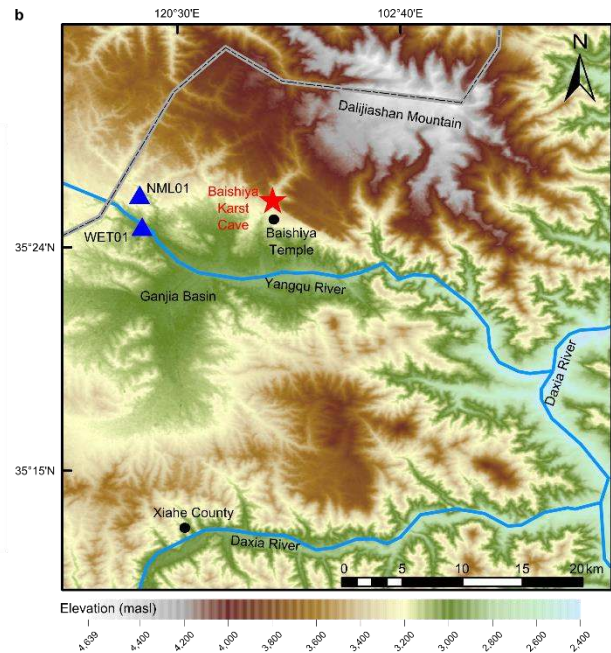 b
120°30'E 102°40'E
N
Dalijiashan Mountain
NML01
Baishiya
Karst
Cave
WET01
Baishiya
Temple
35°24'N
Yangqu River
Ganjia Basin
Daxia River
35°15'N
Xiahe County
Daxia River
0 5 10 15 20 km
Elevation (masl)
4,639 4,400 4,200 4,000 3,800 3,600 3,400 3,200 3,000 2,800 2,600 2,400